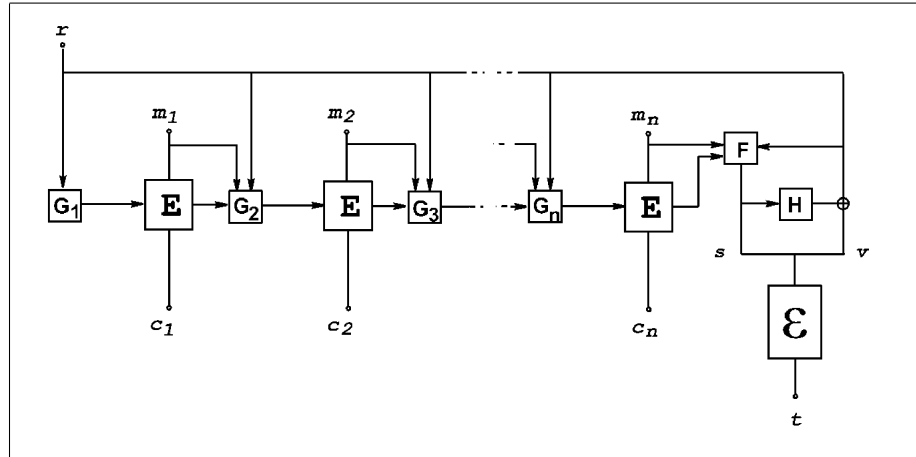 r
m1 m2 mn
G1 E G2 E G3 Gn E F
H
s v
c1 c2 cn
ε
t